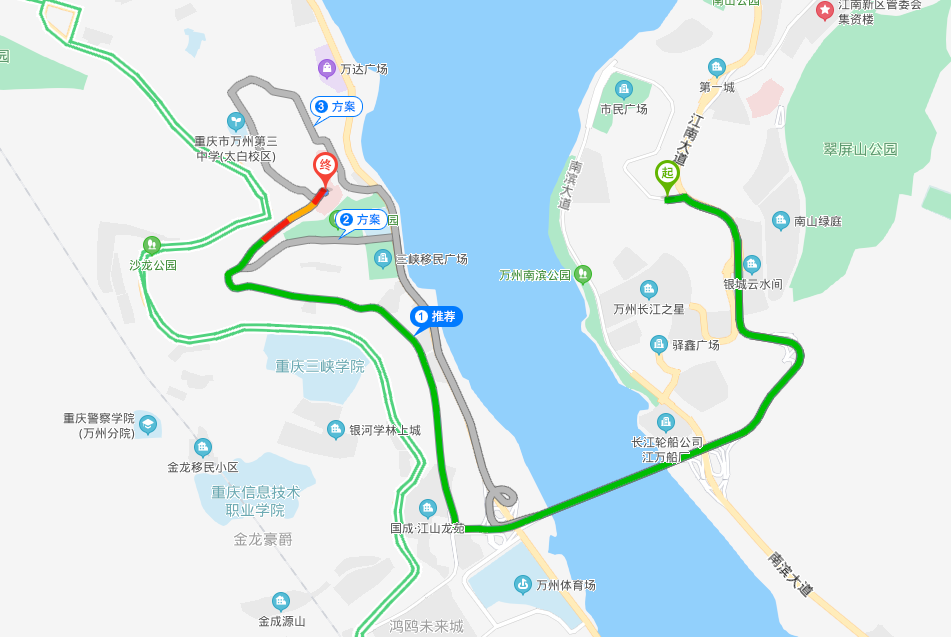 南山公园
江南新区管委会
集资楼
园
万达广场
第一城
3 方案
市民广场
江南大道
重庆市万州第三
中学(太白校区)
翠屏山公园
终
起
南滨大道
2 方案
园
南山绿庭
三峡移民广场
沙龙公园
万州南滨公园
银城云水间
万州长江之星
1 推荐
驿鑫广场
重庆三峡学院
重庆警察学院
(万州分院)
银河学林上城
长江轮船公司
江万船厂
金龙移民小区
重庆信息技术
职业学院
国成·江山龙苑
金龙豪爵
南滨大道
万州体育场
金成源山
鸿鸥未来城